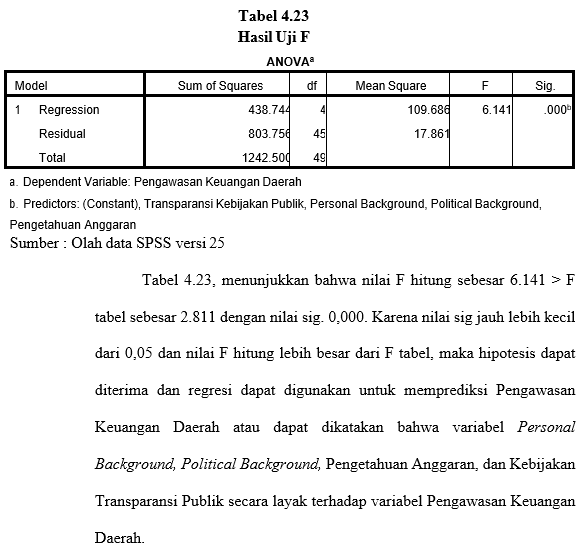 Tabel 4.23
Hasil Uji F
ANOVAa
Model Sum of Squares df Mean Square F Sig.
1 Regression 438.744 4 109.686 6.141 .000b
Residual 803.756 45 17.861
Total 1242.500 49
a. Dependent Variable: Pengawasan Keuangan Daerah
b. Predictors: (Constant), Transparansi Kebijakan Publik, Personal Background, Political Background,
Pengetahuan Anggaran
Sumber : Olah data SPSS versi 25
Tabel 4.23, menunjukkan bahwa nilai F hitung sebesar 6.141 > F
tabel sebesar 2.811 dengan nilai sig. 0,000. Karena nilai sig jauh lebih kecil
dari 0,05 dan nilai F hitung lebih besar dari F tabel, maka hipotesis dapat
diterima dan regresi dapat digunakan untuk memprediksi Pengawasan
Keuangan Daerah atau dapat dikatakan bahwa variabel Personal
Background, Political Background, Pengetahuan Anggaran, dan Kebijakan
Transparansi Publik secara layak terhadap variabel Pengawasan Keuangan
Daerah.